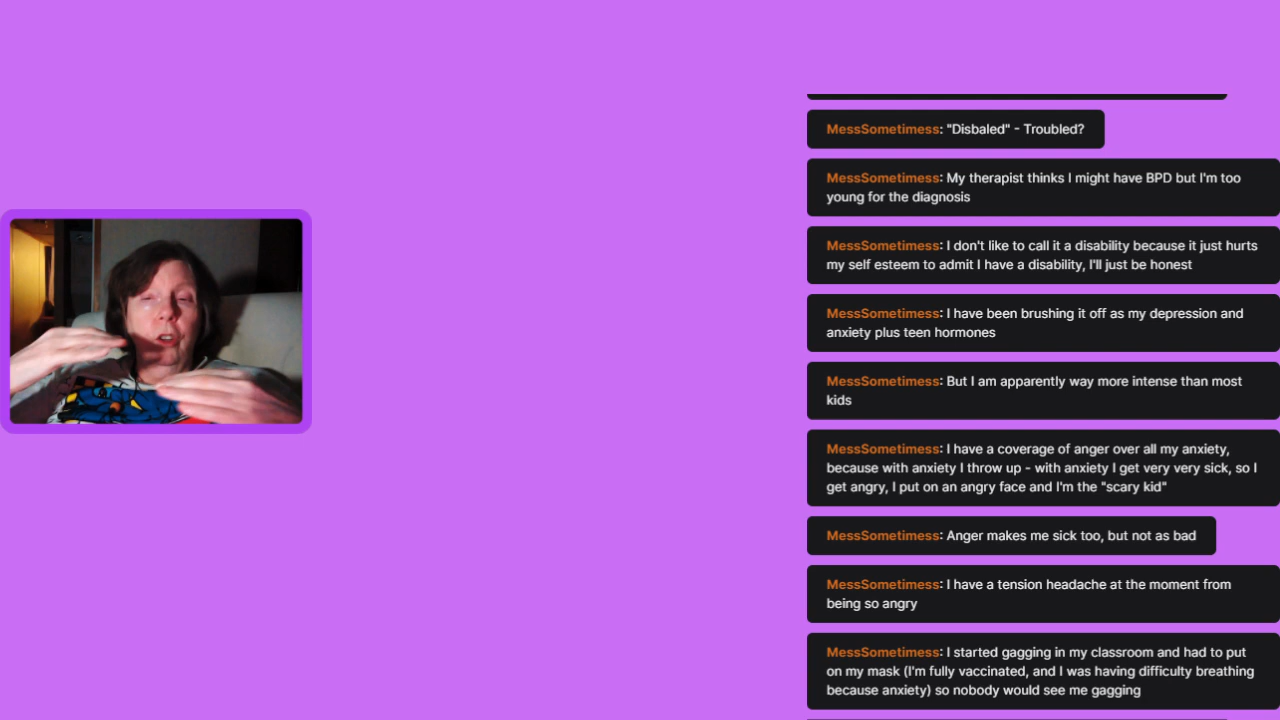 MessSometimess: "Disbaled" - Troubled?
MessSometimess: My therapist thinks I might have BPD but I'm too
young for the diagnosis
MessSometimess: I don't like to call it a disability because it just hurts
my self esteem to admit I have a disability, I'll just be honest
MessSometimess: I have been brushing it off as my depression and
anxiety plus teen hormones
MessSometimess: But I am apparently way more intense than most
kids
MessSometimess: I have a coverage of anger over all my anxiety,
because with anxiety I throw up - with anxiety I get very very sick, so I
get angry, I put on an angry face and I'm the "scary kid"
MessSometimess: Anger makes me sick too, but not as bad
MessSometimess: I have a tension headache at the moment from
being so angry
MessSometimess: I started gagging in my classroom and had to put
on my mask (I'm fully vaccinated, and I was having difficulty breathing
because anxiety) so nobody would see me gagging